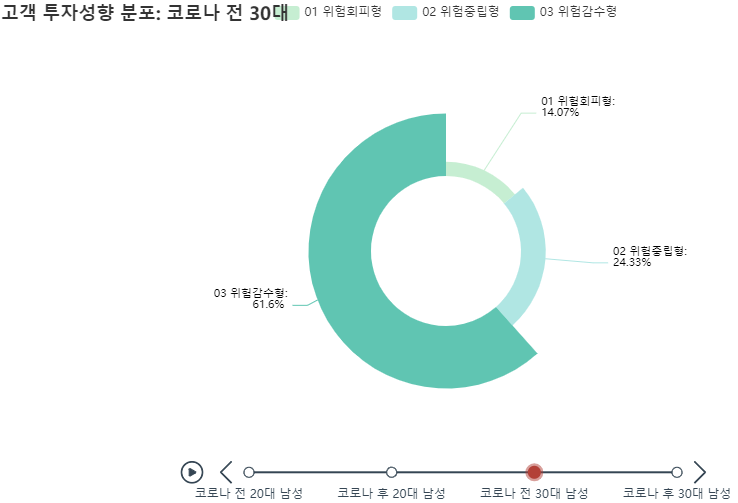 고객 투자성향 분포: 코로나 전 30대
01 위험회피형
02 위험중립형
03 위험감수형
01 위험회피형:
14.07%
02 위험중립형:
24.33%
03 위험감수형:
61.6%
코로나 전 20대 남성
코로나 후 20대 남성
코로나 전 30대 남성
코로나 후 30대 남성